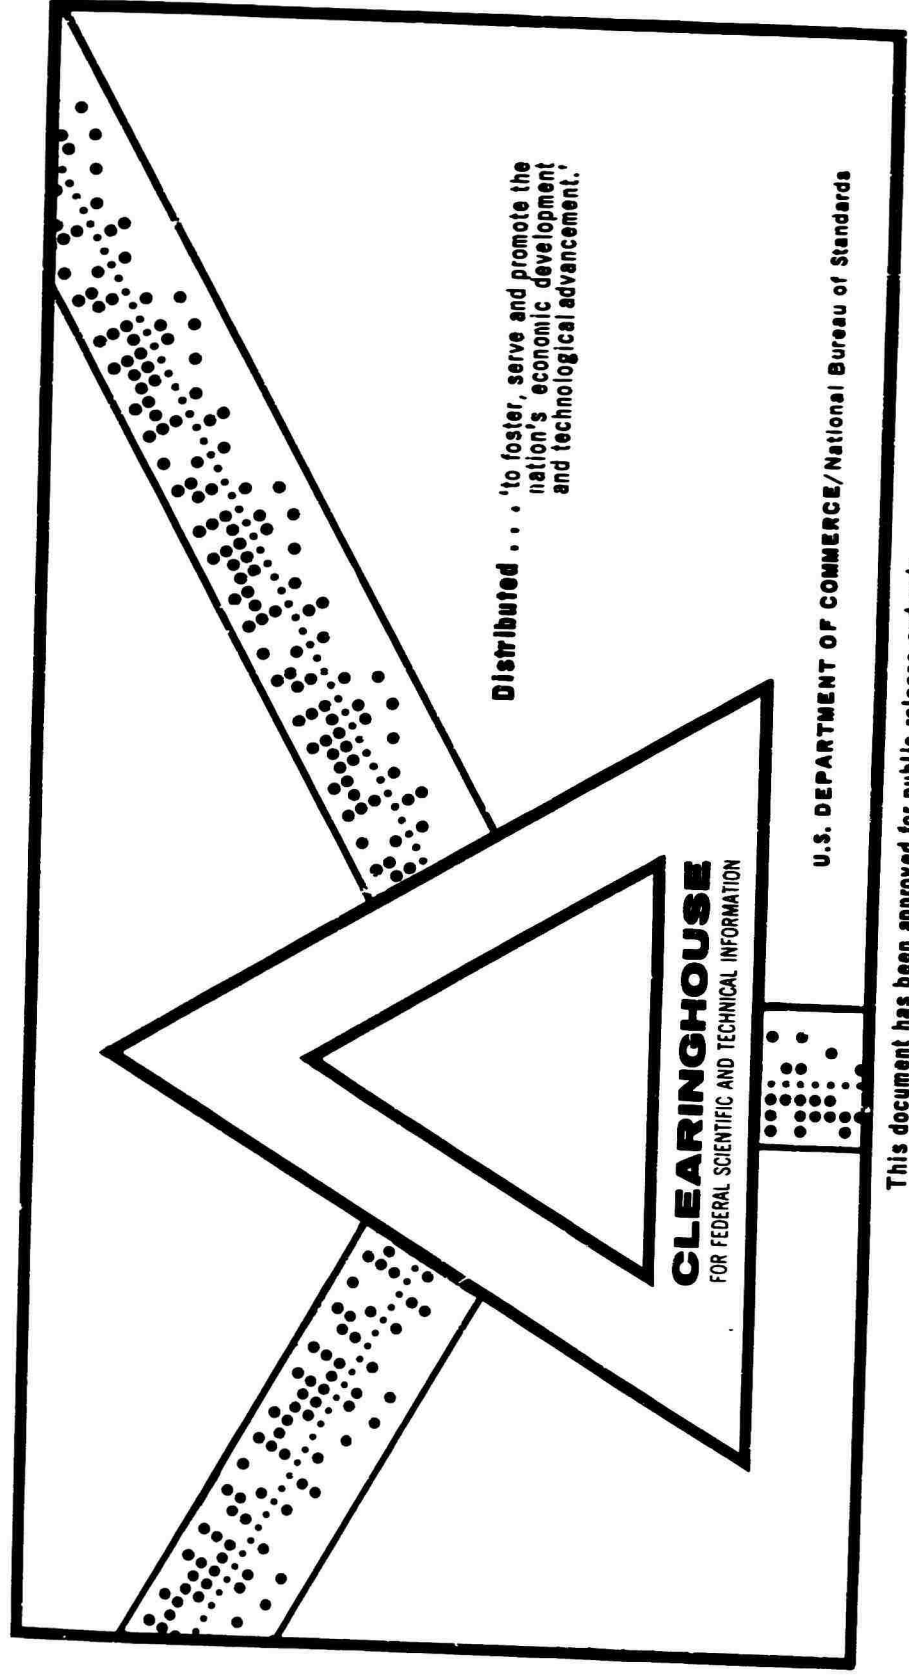 CLEARINGHOUSE
FOR FEDERAL SCIENTIFIC AND TECHNICAL INFORMATION
Distributed . . . 'to foster, serve and promote the
nation's economic development
and technological advancement.'
U.S. DEPARTMENT OF COMMERCE/National Bureau of Standards
This document has been approved for public release and